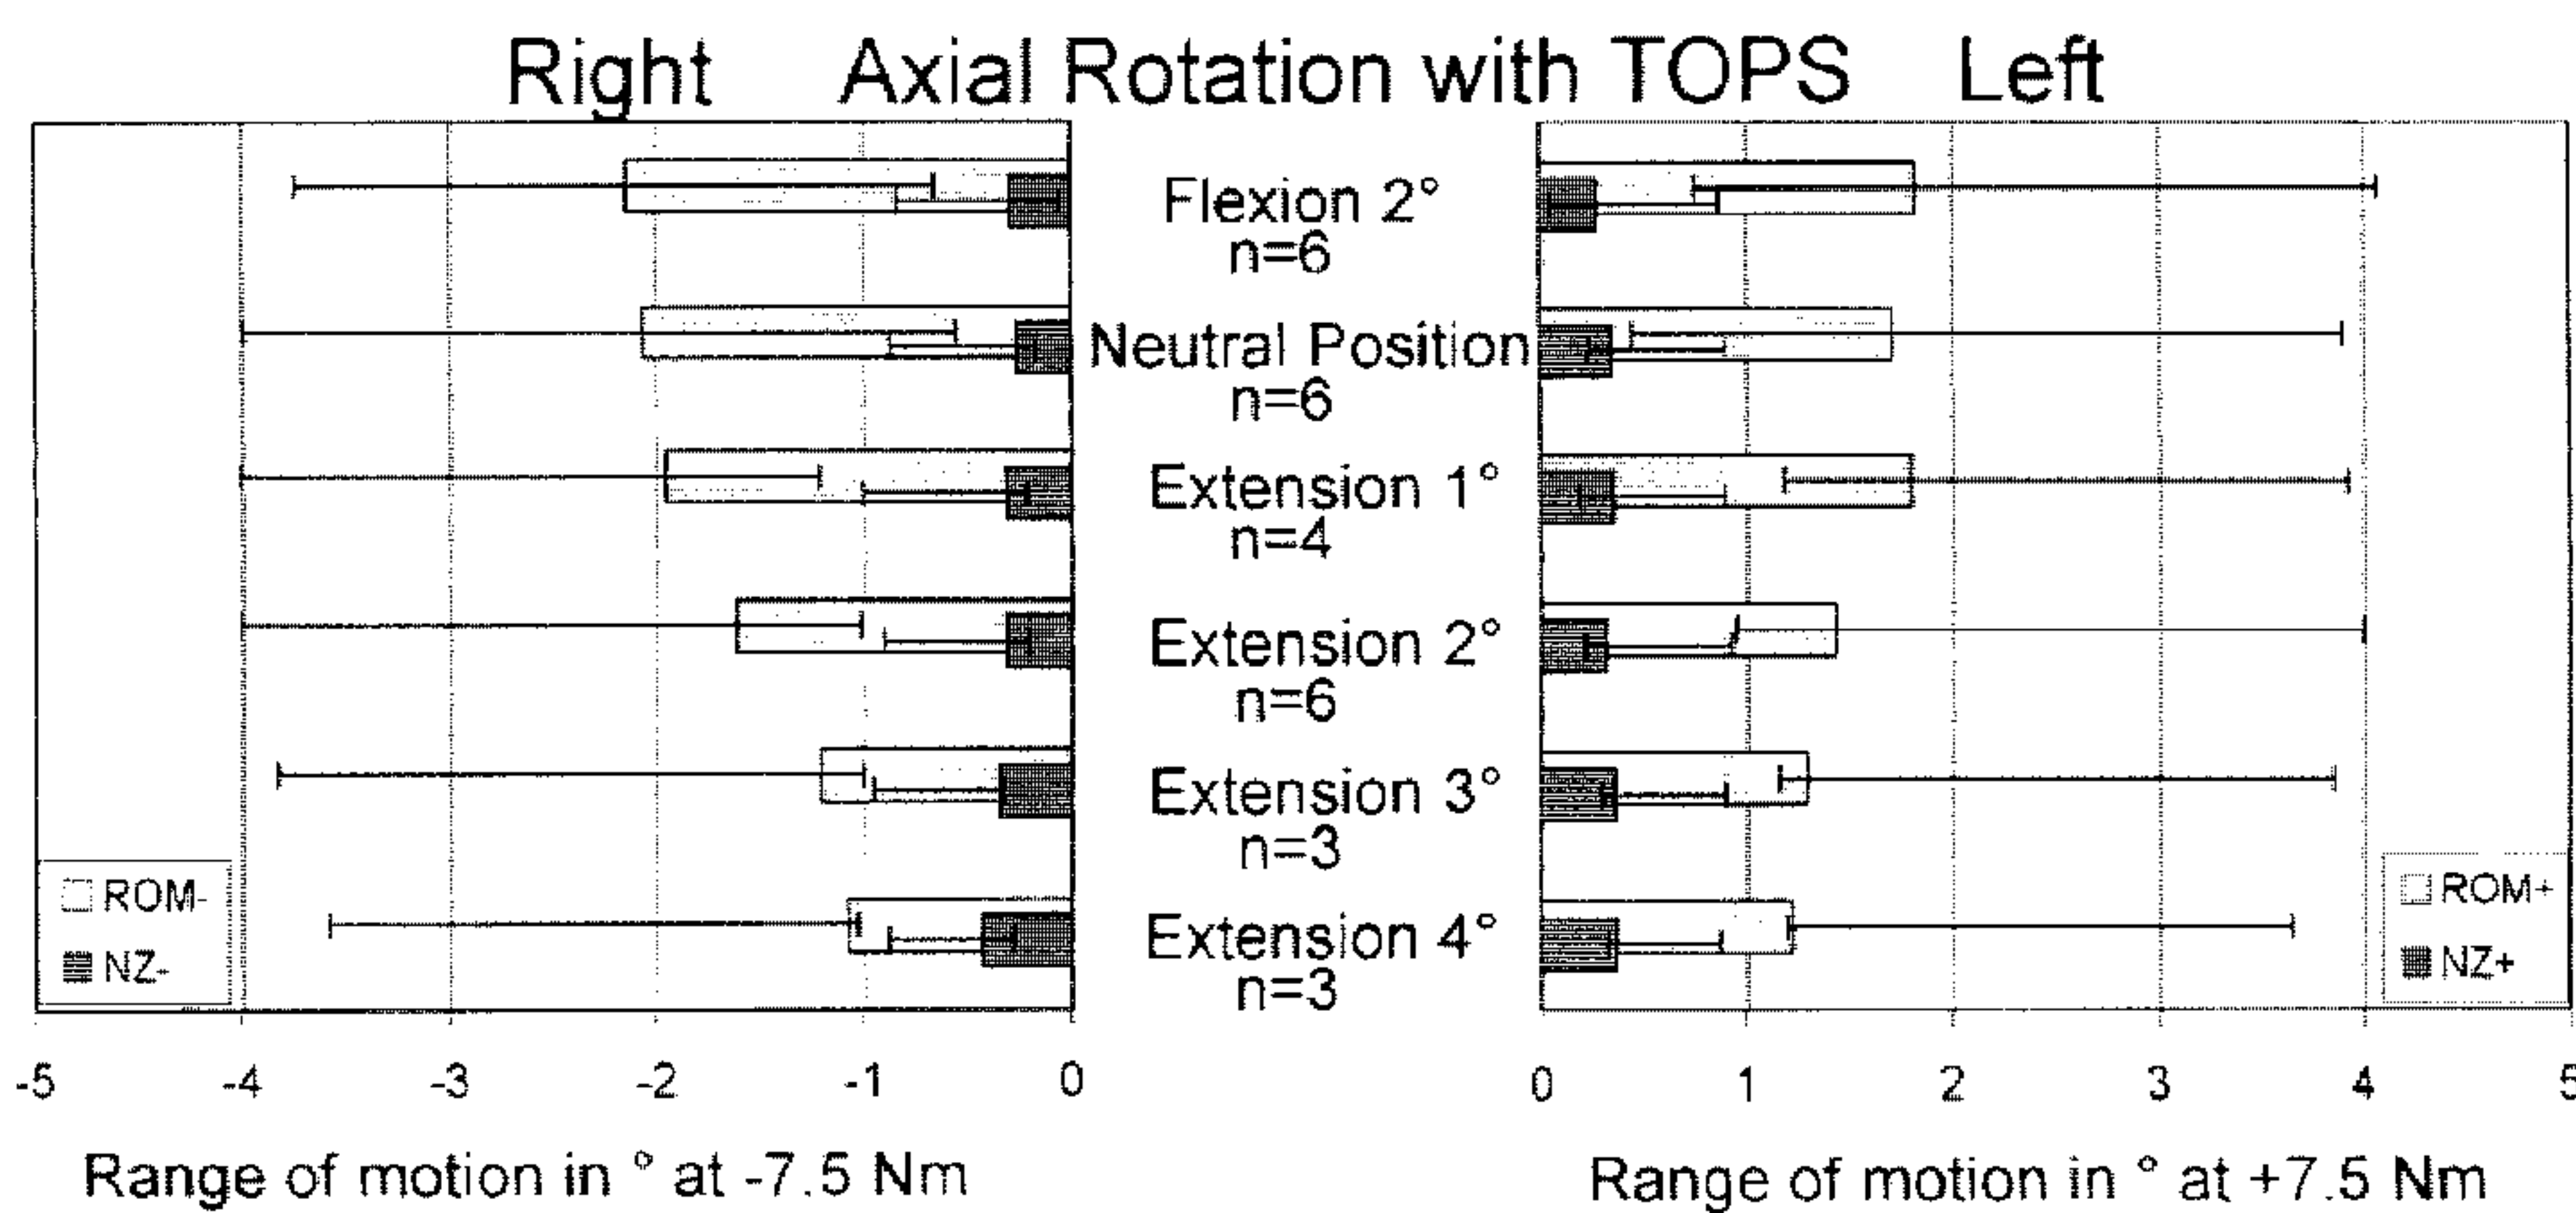 Right Axial Rotation with TOPS Left
Flexion 2°
n=6
Neutral Position
n=6
Extension 1°
n=4
Extension 2°
n=6
Extension 3°
n=3
Extension 4°
n=3
ROM-
NZ-
ROM+
NZ+
-5 -4 -3 -2 -1 0
0 1 2 3 4 5
Range of motion in ° at -7.5 Nm
Range of motion in ° at +7.5 Nm